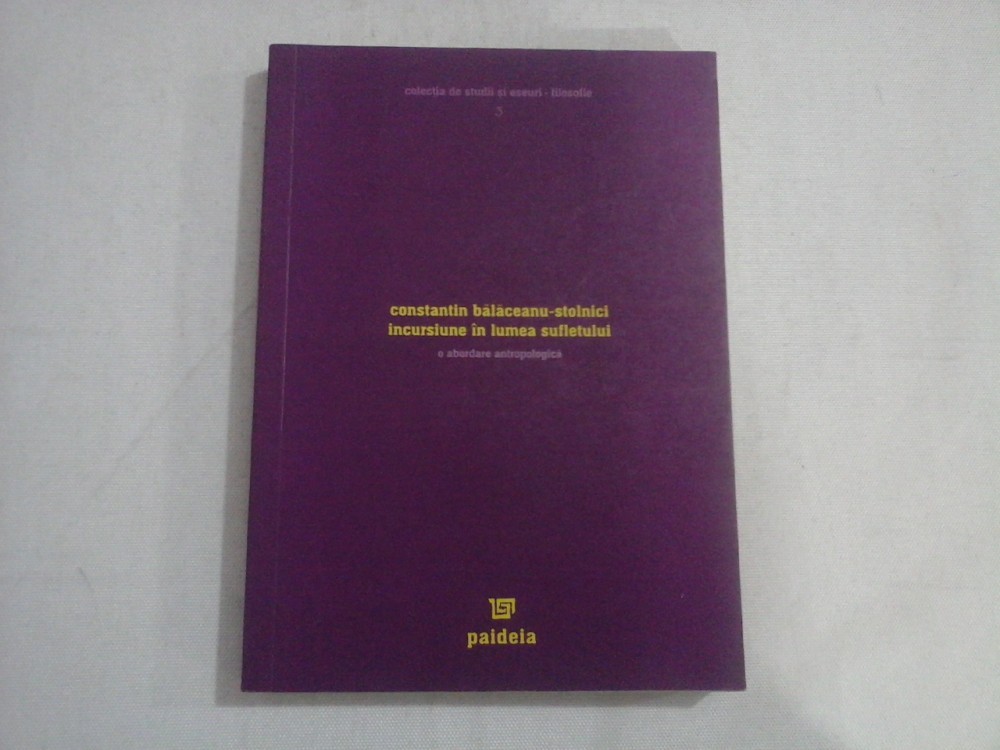 colecția de studii și eseuri - filosofie
3
constantin bălăceanu-stolnici
incursiune în lumea sufletului
o abordare antropologică
paideia